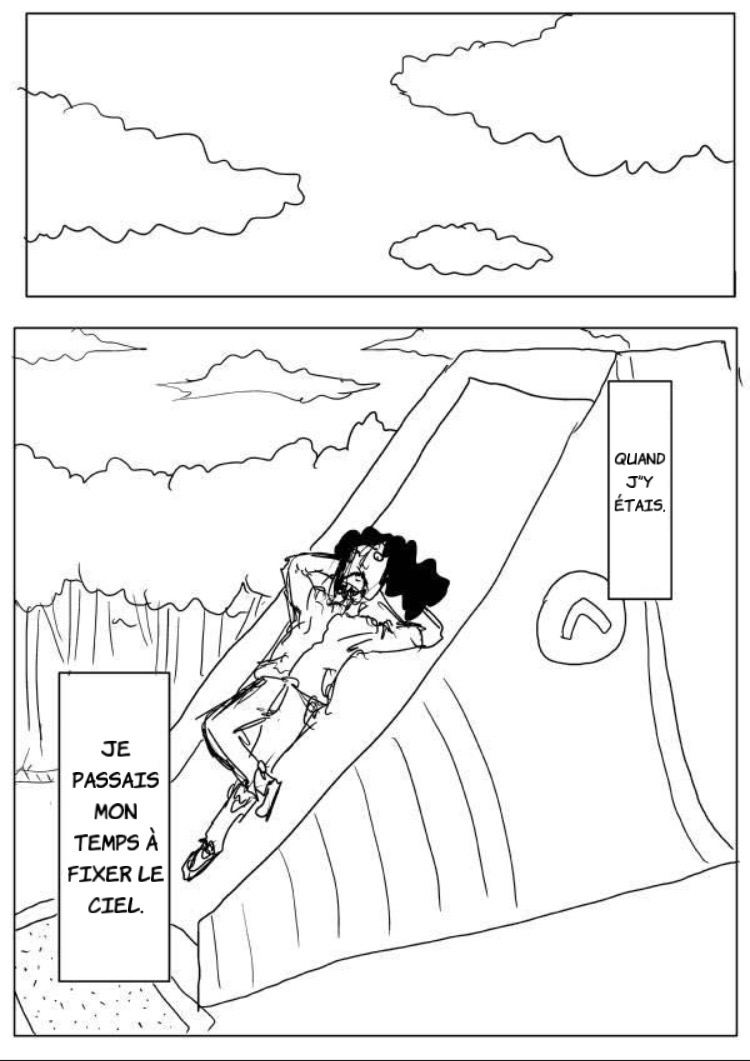 QUAND
J"Y
ÉTAIS.
JE
PASSAIS
MON
TEMPS À
FIXER LE
CIEL.